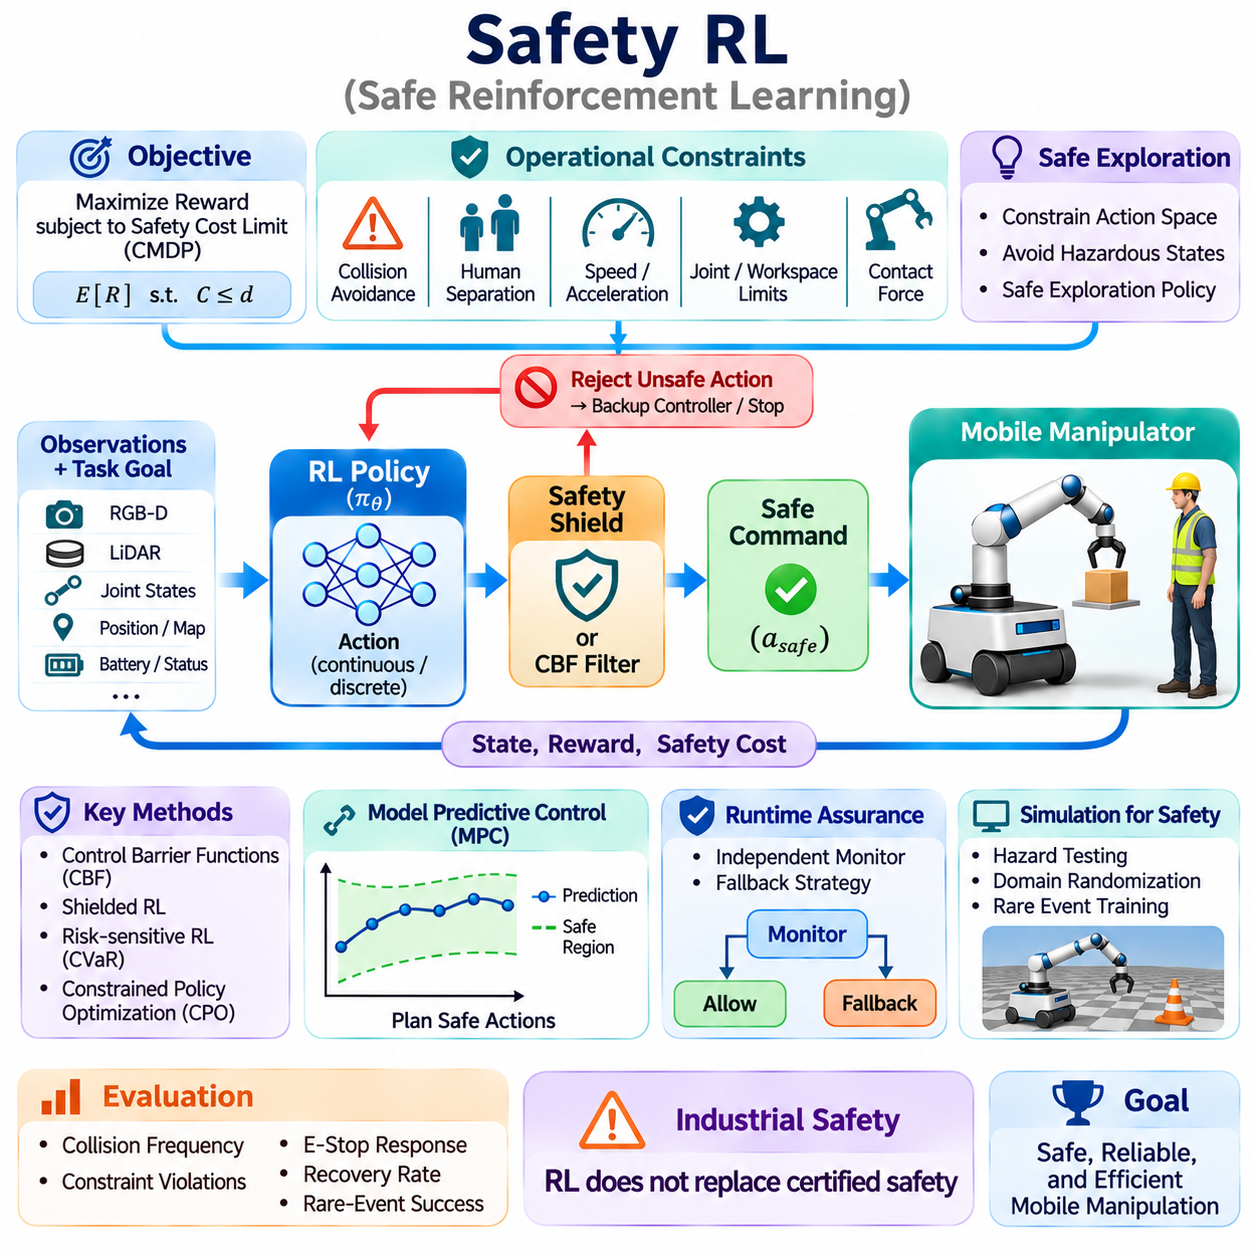 Safety RL
(Safe Reinforcement Learning)
Objective
Maximize Reward
subject to Safety Cost Limit
(CMDP)
E[R] s.t. C ≤ d
Operational Constraints
Collision
Avoidance
Human
Separation
Speed /
Acceleration
Joint / Workspace
Limits
Contact
Force
Safe Exploration
• Constrain Action Space
• Avoid Hazardous States
• Safe Exploration Policy
Reject Unsafe Action
→ Backup Controller / Stop
Observations
+ Task Goal
RGB-D
LiDAR
Joint States
Position / Map
Battery / Status
...
RL Policy
(πθ)
Action
(continuous /
discrete)
Safety
Shield
or
CBF Filter
Safe
Command
(a_safe)
Mobile Manipulator
State, Reward, Safety Cost
Key Methods
• Control Barrier Functions
(CBF)
• Shielded RL
• Risk-sensitive RL
(CVaR)
• Constrained Policy
Optimization (CPO)
Model Predictive Control
(MPC)
Prediction
Safe
Region
Plan Safe Actions
Runtime Assurance
• Independent Monitor
• Fallback Strategy
Monitor
Allow
Fallback
Simulation for Safety
• Hazard Testing
• Domain Randomization
• Rare Event Training
Evaluation
• Collision Frequency
• Constraint Violations
• E-Stop Response
• Recovery Rate
• Rare-Event Success
Industrial Safety
RL does not replace certified safety
Goal
Safe, Reliable,
and Efficient
Mobile Manipulation